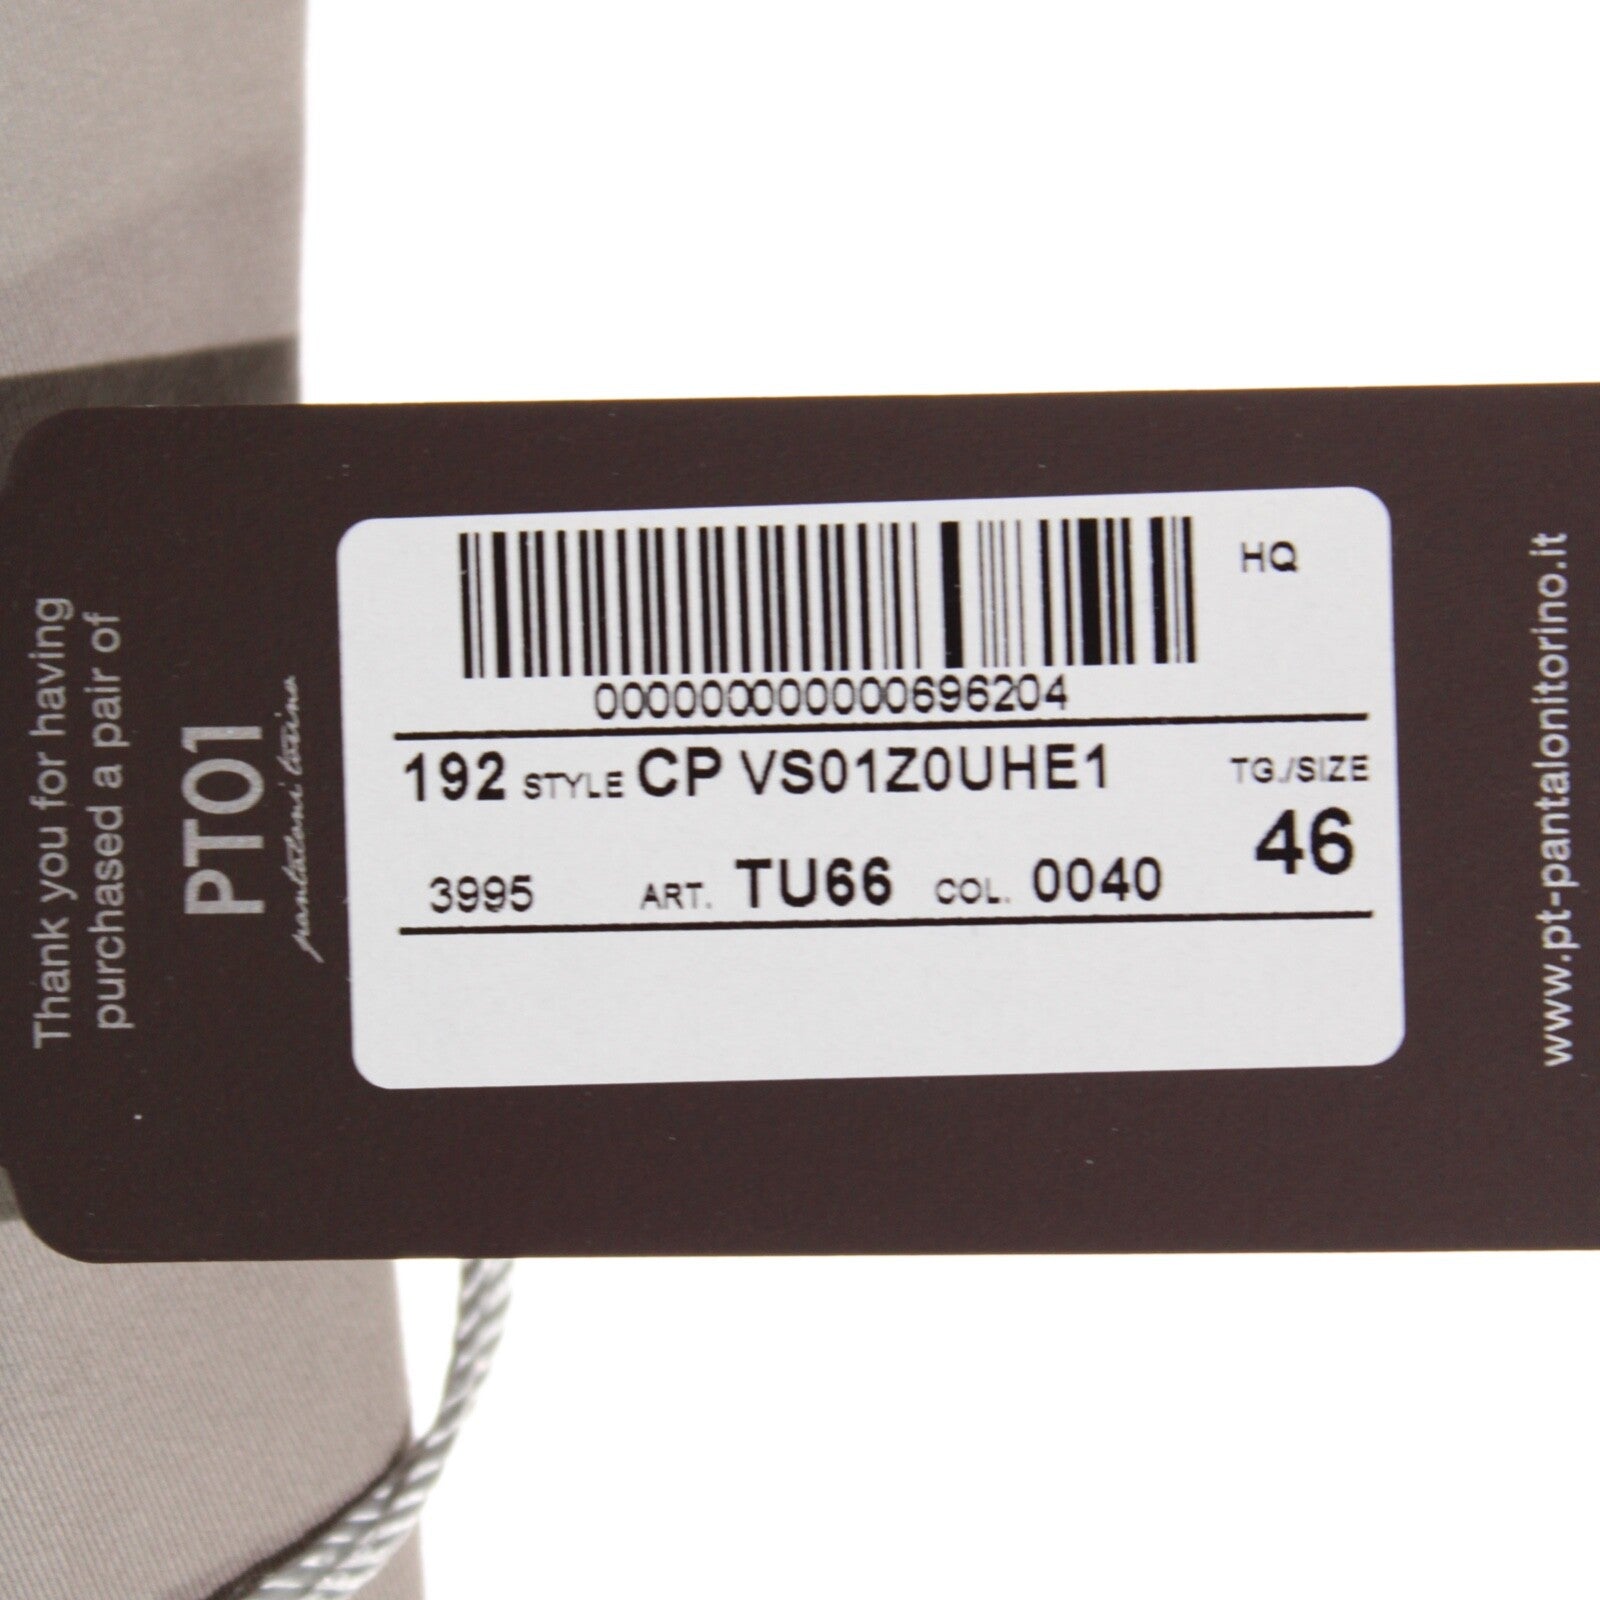 Thank you for having
purchased a pair of
PT01
pantaloni torino
HQ
000000000000696204
192 STYLE CP VS01Z0UHE1
TG./SIZE
46
3995 ART. TU66 COL. 0040
www.pt-pantalonitorino.it